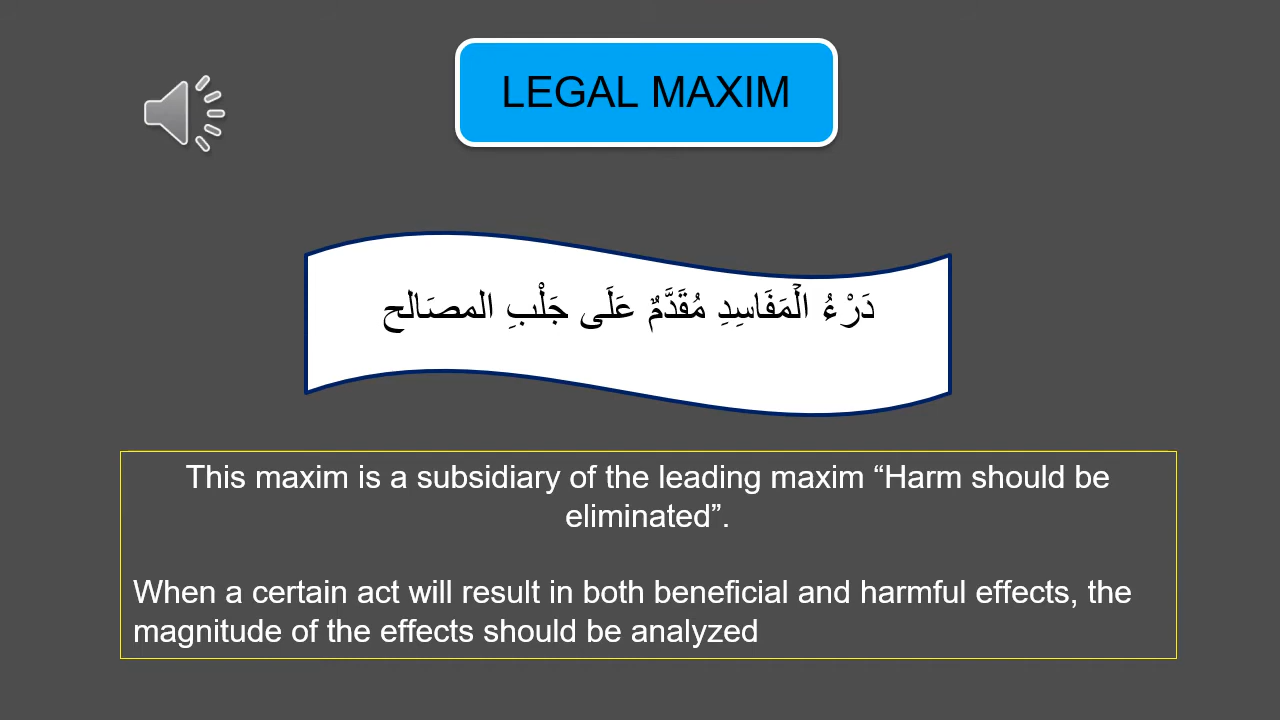 LEGAL MAXIM
دَرْءُ الْمَفَاسِدِ مُقَدَّمٌ عَلَى جَلْبِ المصَالح
This maxim is a subsidiary of the leading maxim “Harm should be
eliminated”.
When a certain act will result in both beneficial and harmful effects, the
magnitude of the effects should be analyzed